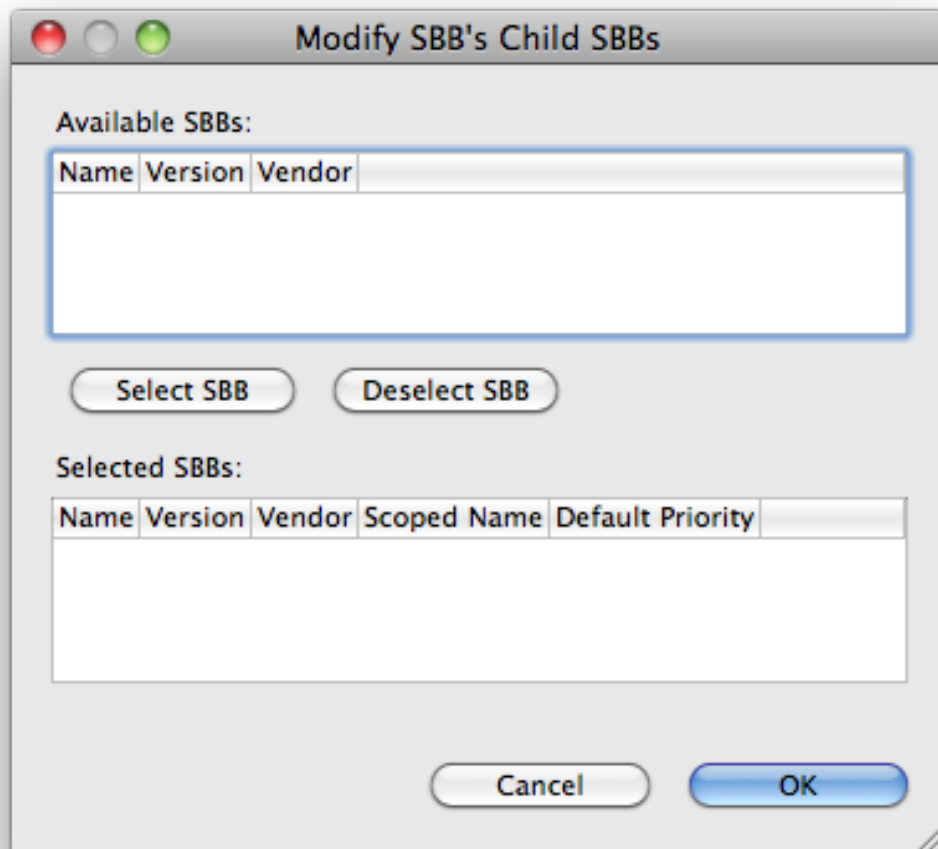 Modify SBB's Child SBBs
Available SBBs:
Name Version Vendor
Select SBB Deselect SBB
Selected SBBs:
Name Version Vendor Scoped Name Default Priority
Cancel OK